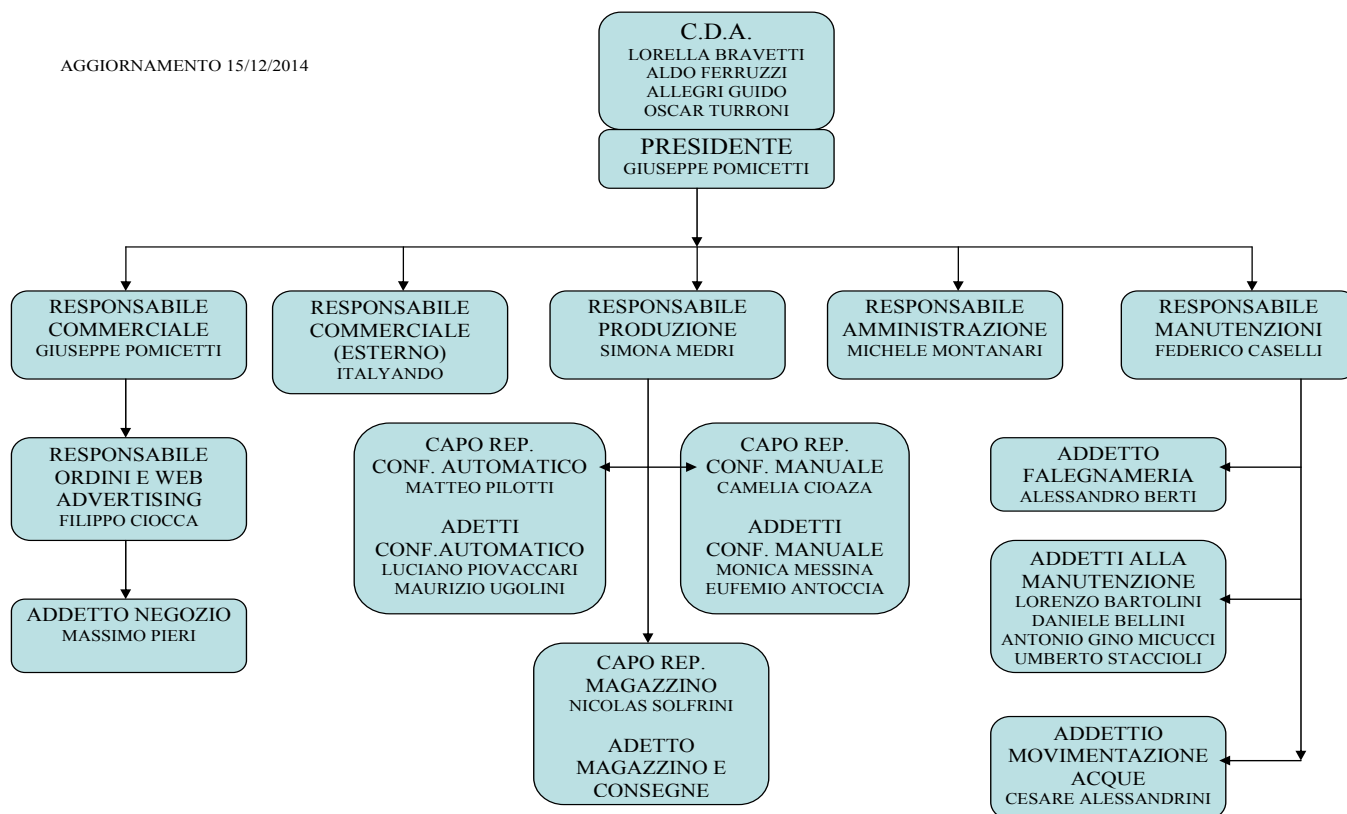 AGGIORNAMENTO 15/12/2014
C.D.A.
LORELLA BRAVETTI
ALDO FERRUZZI
ALLEGRI GUIDO
OSCAR TURRONI
PRESIDENTE
GIUSEPPE POMICETTI
RESPONSABILE
COMMERCIALE
GIUSEPPE POMICETTI
RESPONSABILE
COMMERCIALE
(ESTERNO)
ITALYANDO
RESPONSABILE
PRODUZIONE
SIMONA MEDRI
RESPONSABILE
AMMINISTRAZIONE
MICHELE MONTANARI
RESPONSABILE
MANUTENZIONI
FEDERICO CASELLI
RESPONSABILE
ORDINI E WEB
ADVERTISING
FILIPPO CIOCCA
CAPO REP.
CONF. AUTOMATICO
MATTEO PILOTTI
ADETTI
CONF.AUTOMATICO
LUCIANO PIOVACCARI
MAURIZIO UGOLINI
CAPO REP.
CONF. MANUALE
CAMELIA CIOAZA
ADDETTI
CONF. MANUALE
MONICA MESSINA
EUFEMIO ANTOCCIA
ADDETTO
FALEGNAMERIA
ALESSANDRO BERTI
ADDETTI ALLA
MANUTENZIONE
LORENZO BARTOLINI
DANIELE BELLINI
ANTONIO GINO MICUCCI
UMBERTO STACCIOLI
ADDETTO NEGOZIO
MASSIMO PIERI
CAPO REP.
MAGAZZINO
NICOLAS SOLFRINI
ADETTO
MAGAZZINO E
CONSEGNE
ADDETTIO
MOVIMENTAZIONE
ACQUE
CESARE ALESSANDRINI